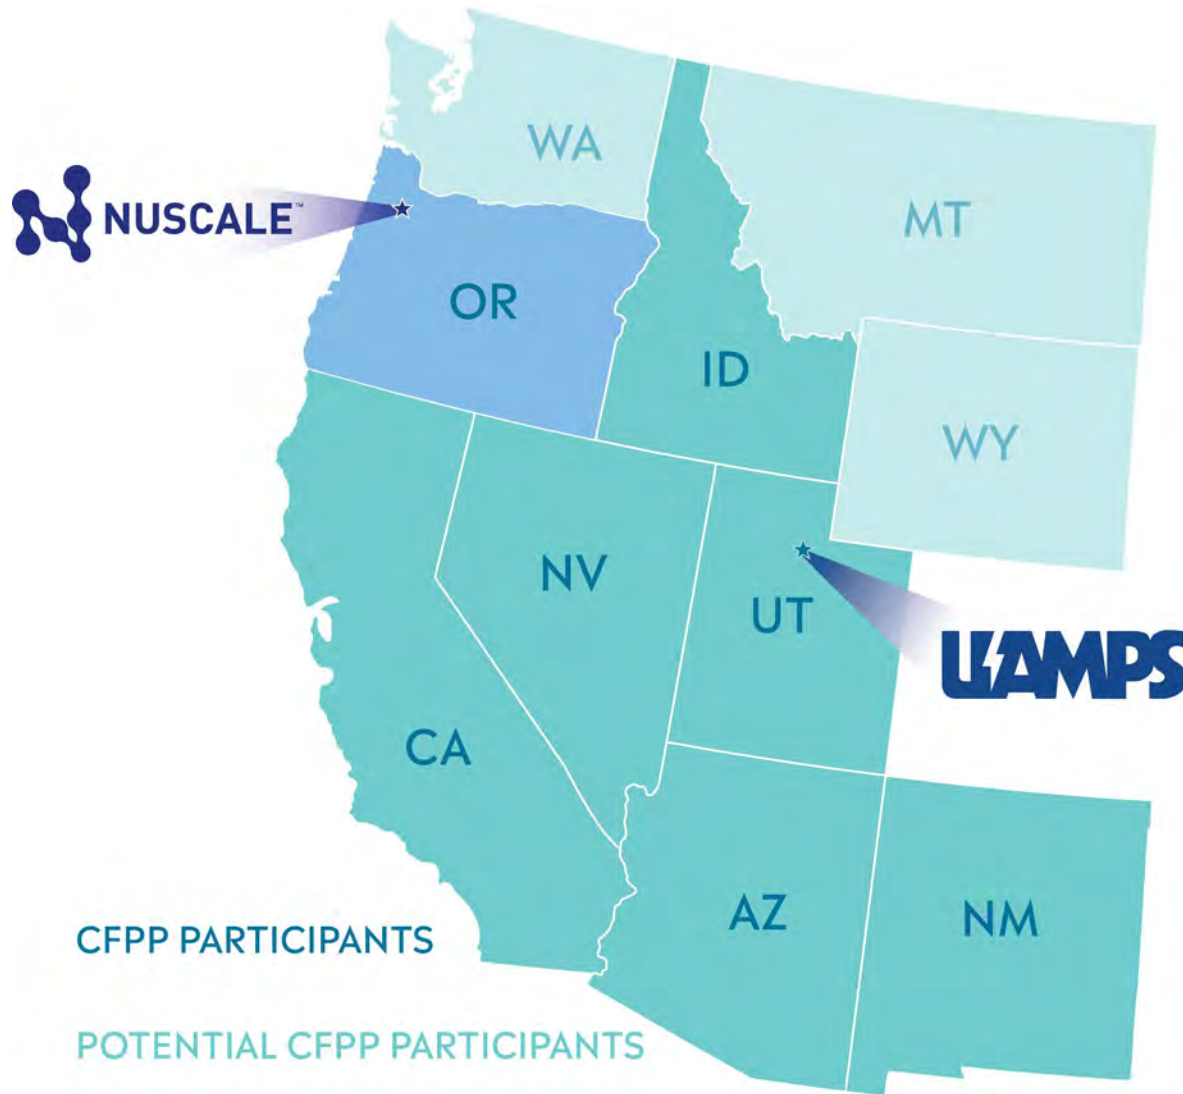 WA
MT
NUSCALE™
OR
ID
WY
NV
UT
UAMPS
CA
AZ
NM
CFPP PARTICIPANTS
POTENTIAL CFPP PARTICIPANTS